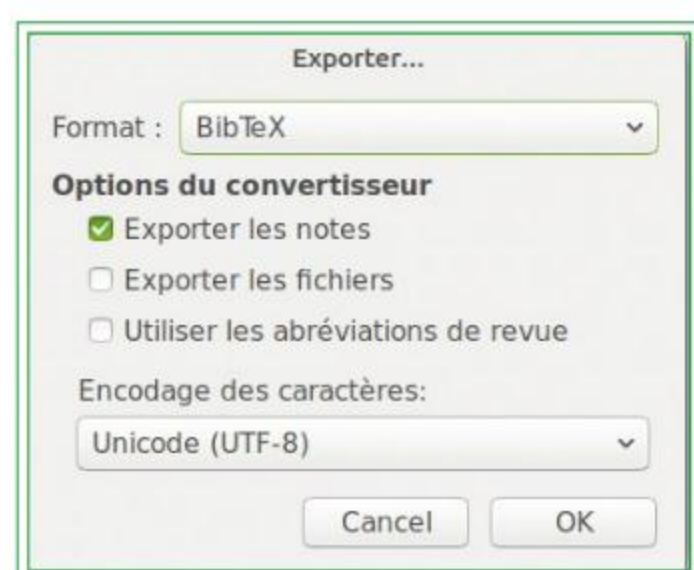 Exporter...
Format : BibTeX
Options du convertisseur
Exporter les notes
Exporter les fichiers
Utiliser les abréviations de revue
Encodage des caractères:
Unicode (UTF-8)
Cancel OK